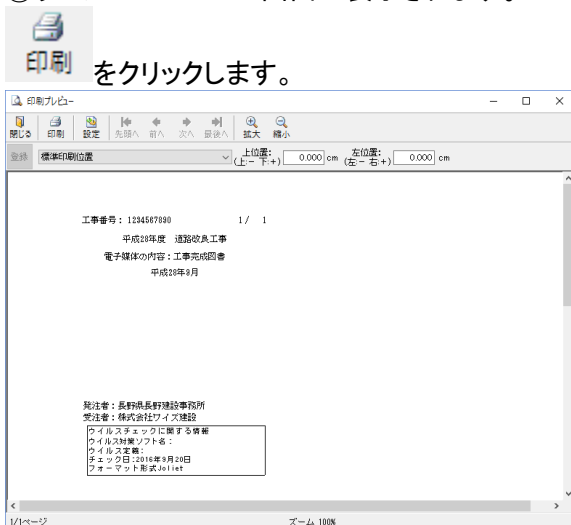 印刷
をクリックします。
印刷プレビュー
閉じる 印刷 設定 先頭へ 前へ 次へ 最後へ 拡大 縮小
登録 標準印刷位置 上位置: (上:- 下:+) 0.000 cm 左位置: (左:- 右:+) 0.000 cm
工事番号: 1234567890 1/ 1
平成28年度 道路改良工事
電子媒体の内容:工事完成図書
平成28年9月
発注者:長野県長野建設事務所
受注者:株式会社ワイズ建設
ウイルスチェックに関する情報
ウイルス対策ソフト名:
ウイルス定義:
チェック日:2016年9月20日
フォーマット形式Joliet
1/1ページ ズーム 100%